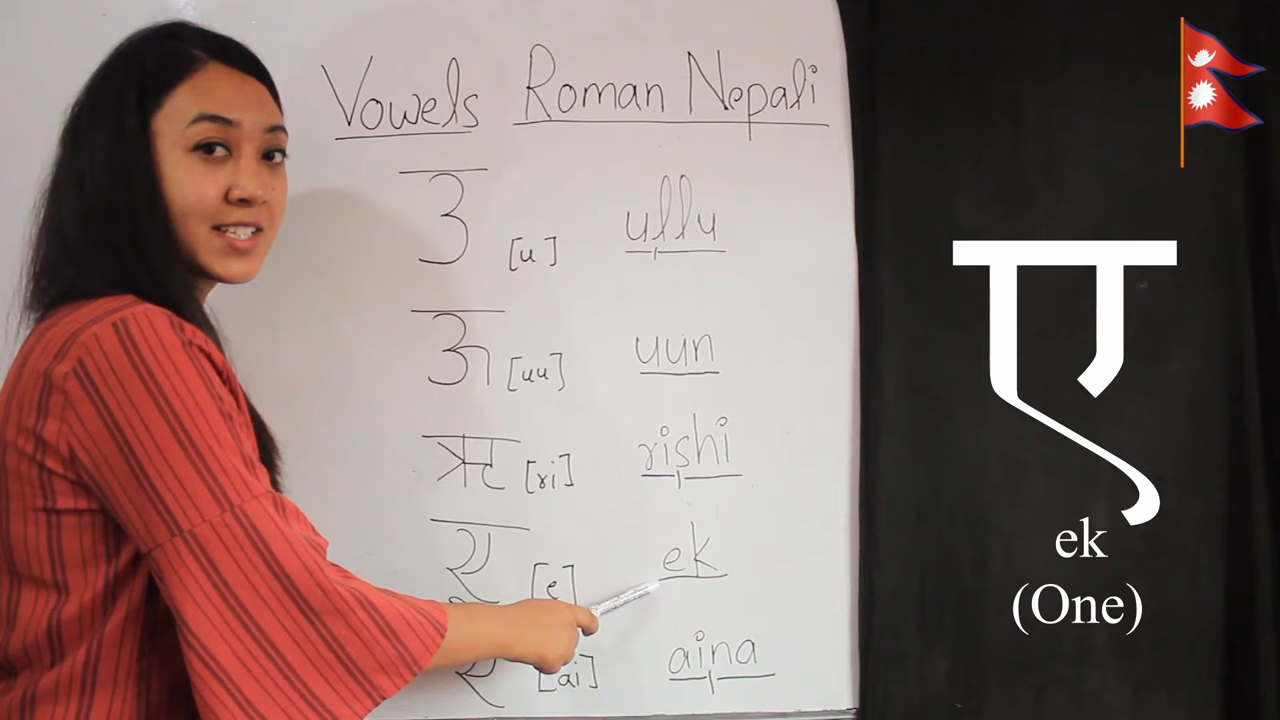 Vowels Roman Nepali
उ [u] ullu
ऊ [uu] uun
ऋ [ri] rishi
ए [e] ek
[ai] aina
ए
ek
(One)